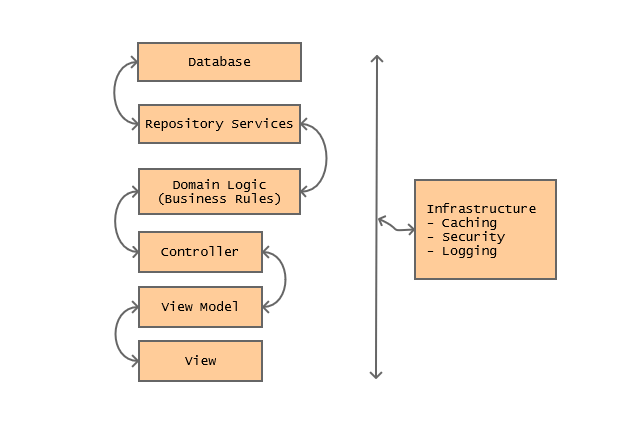 Database
Repository Services
Domain Logic
(Business Rules)
Controller
View Model
View
Infrastructure
- Caching
- Security
- Logging